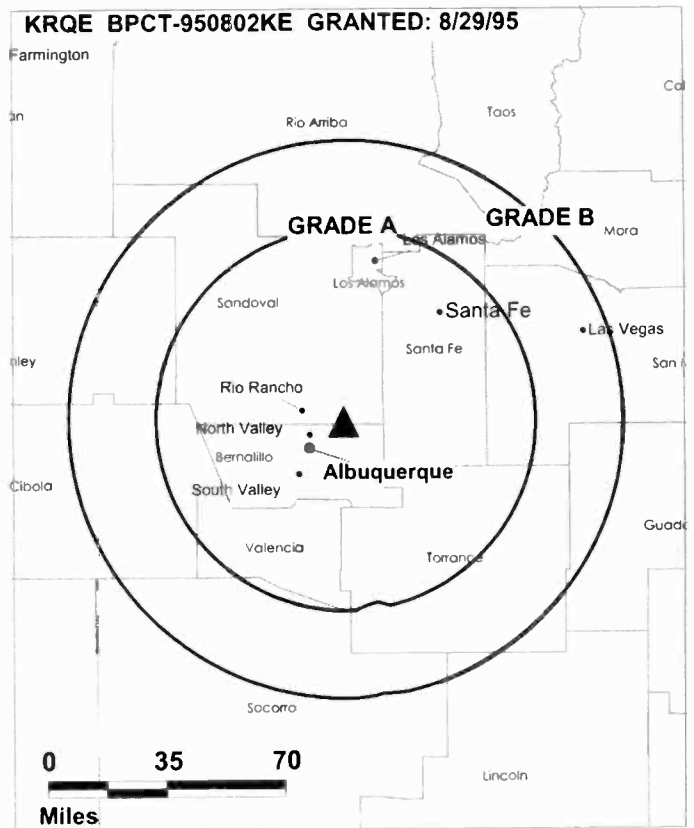 KRQE BPCT-950802KE GRANTED: 8/29/95
Farmington
Taos
Rio Arriba
GRADE A
GRADE B
Mora
Los Alamos
Los Alamos
Sandoval
Santa Fe
Las Vegas
Santa Fe
Rio Rancho
North Valley
Bernalillo
Albuquerque
South Valley
Cibola
Valencia
Torrance
Socorro
Lincoln
0 35 70
Miles